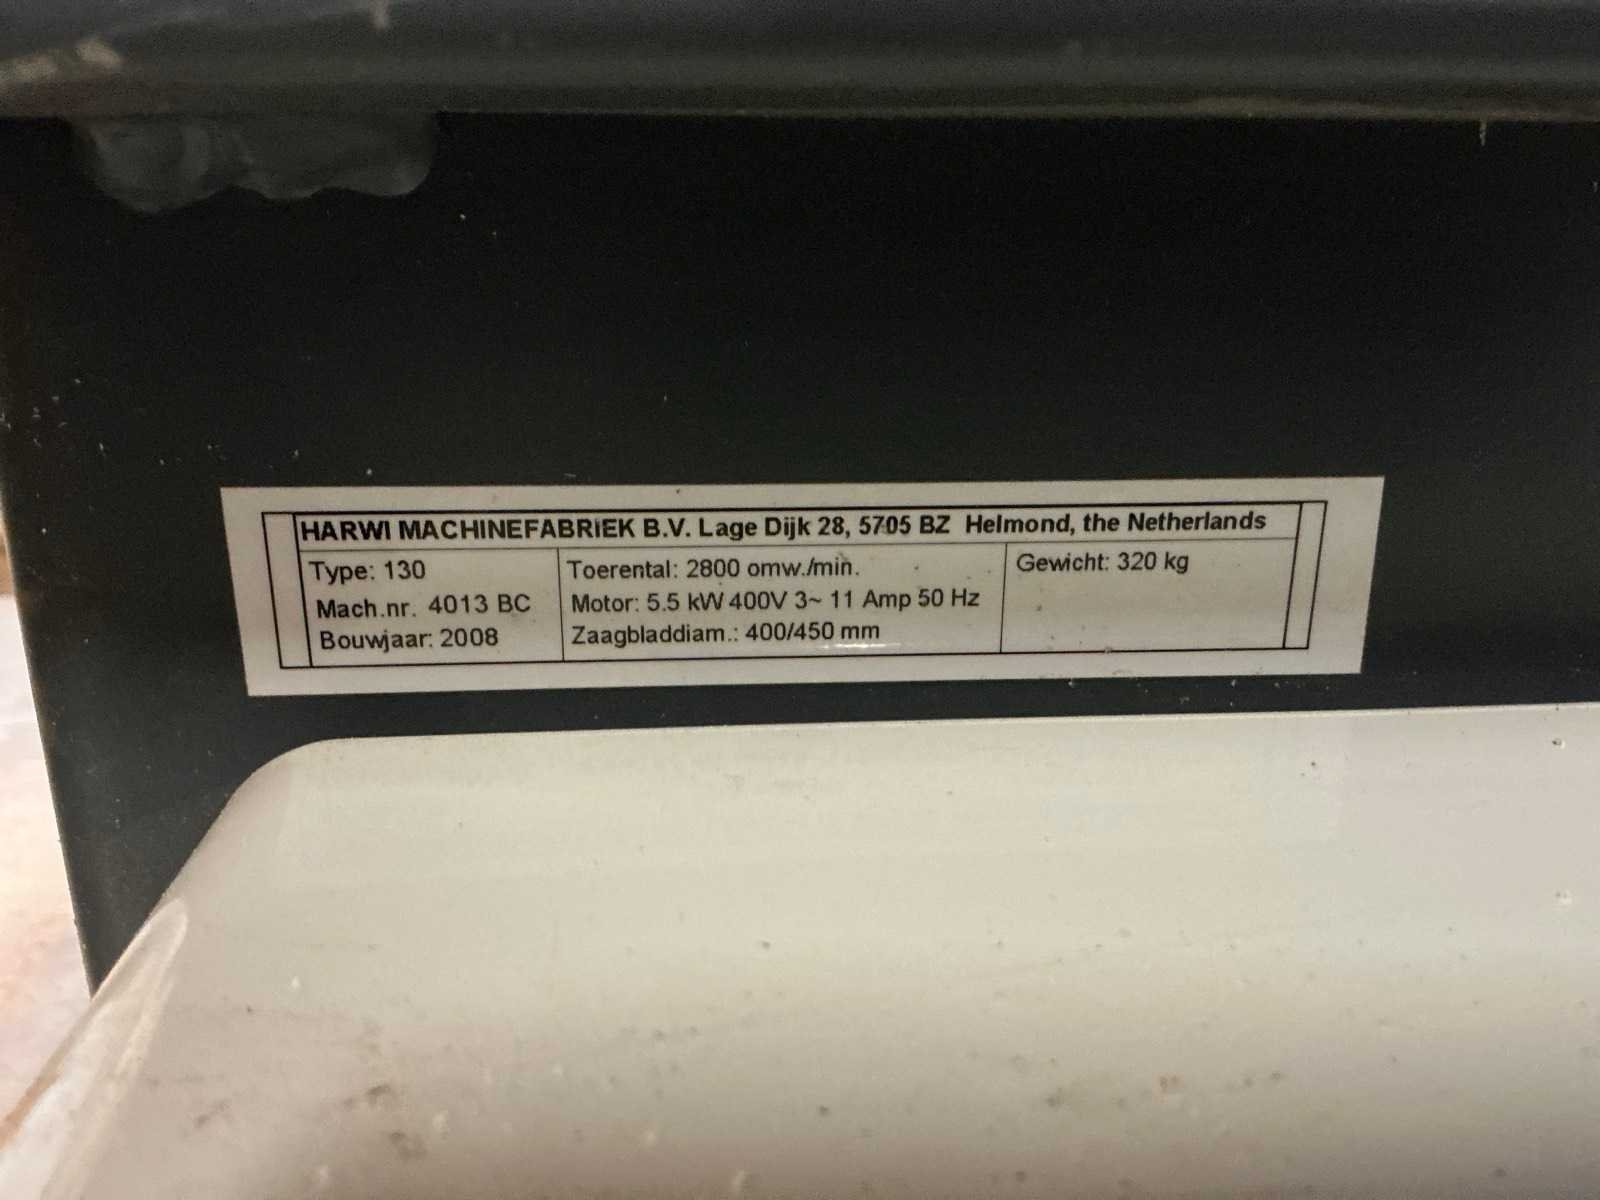 HARWI MACHINEFABRIEK B.V. Lage Dijk 28, 5705 BZ Helmond, the Netherlands
Type: 130
Mach.nr. 4013 BC
Bouwjaar: 2008
Toerental: 2800 omw./min.
Motor: 5.5 kW 400V 3~ 11 Amp 50 Hz
Zaagbladdiam.: 400/450 mm
Gewicht: 320 kg